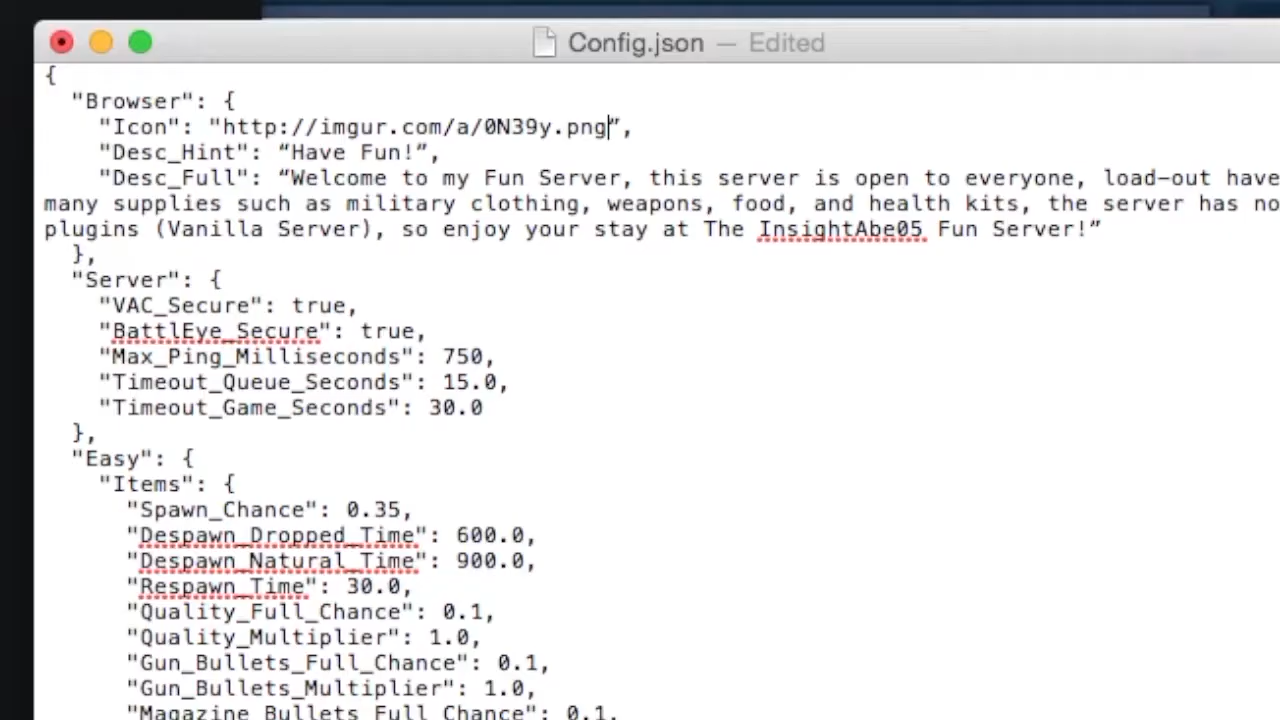 Config.json — Edited
{
"Browser": {
"Icon": "http://imgur.com/a/0N39y.png”,
"Desc_Hint": “Have Fun!”,
"Desc_Full": “Welcome to my Fun Server, this server is open to everyone, load-out have
many supplies such as military clothing, weapons, food, and health kits, the server has no
plugins (Vanilla Server), so enjoy your stay at The InsightAbe05 Fun Server!”
},
"Server": {
"VAC_Secure": true,
"BattlEye_Secure": true,
"Max_Ping_Milliseconds": 750,
"Timeout_Queue_Seconds": 15.0,
"Timeout_Game_Seconds": 30.0
},
"Easy": {
"Items": {
"Spawn_Chance": 0.35,
"Despawn_Dropped_Time": 600.0,
"Despawn_Natural_Time": 900.0,
"Respawn_Time": 30.0,
"Quality_Full_Chance": 0.1,
"Quality_Multiplier": 1.0,
"Gun_Bullets_Full_Chance": 0.1,
"Gun_Bullets_Multiplier": 1.0,
"Magazine_Bullets_Full_Chance": 0.1,